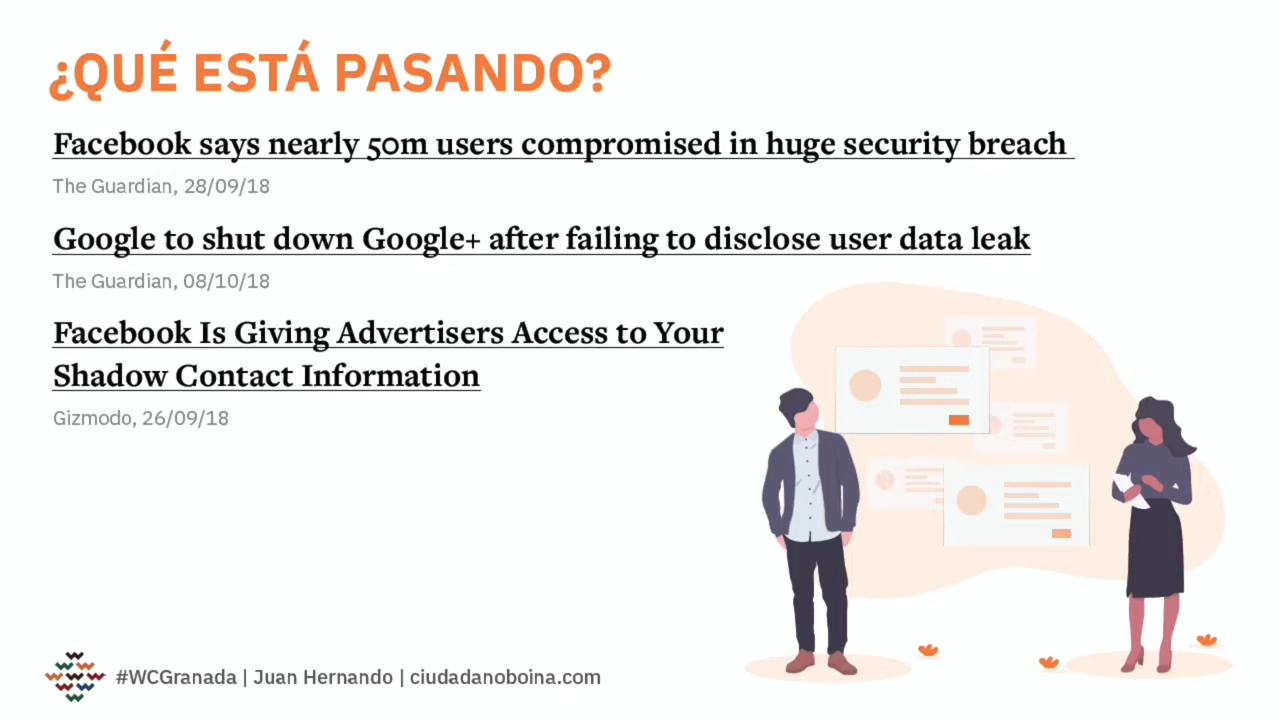 ¿QUÉ ESTÁ PASANDO?
Facebook says nearly 50m users compromised in huge security breach
The Guardian, 28/09/18
Google to shut down Google+ after failing to disclose user data leak
The Guardian, 08/10/18
Facebook Is Giving Advertisers Access to Your
Shadow Contact Information
Gizmodo, 26/09/18
#WCGranada | Juan Hernando | ciudadanoboina.com